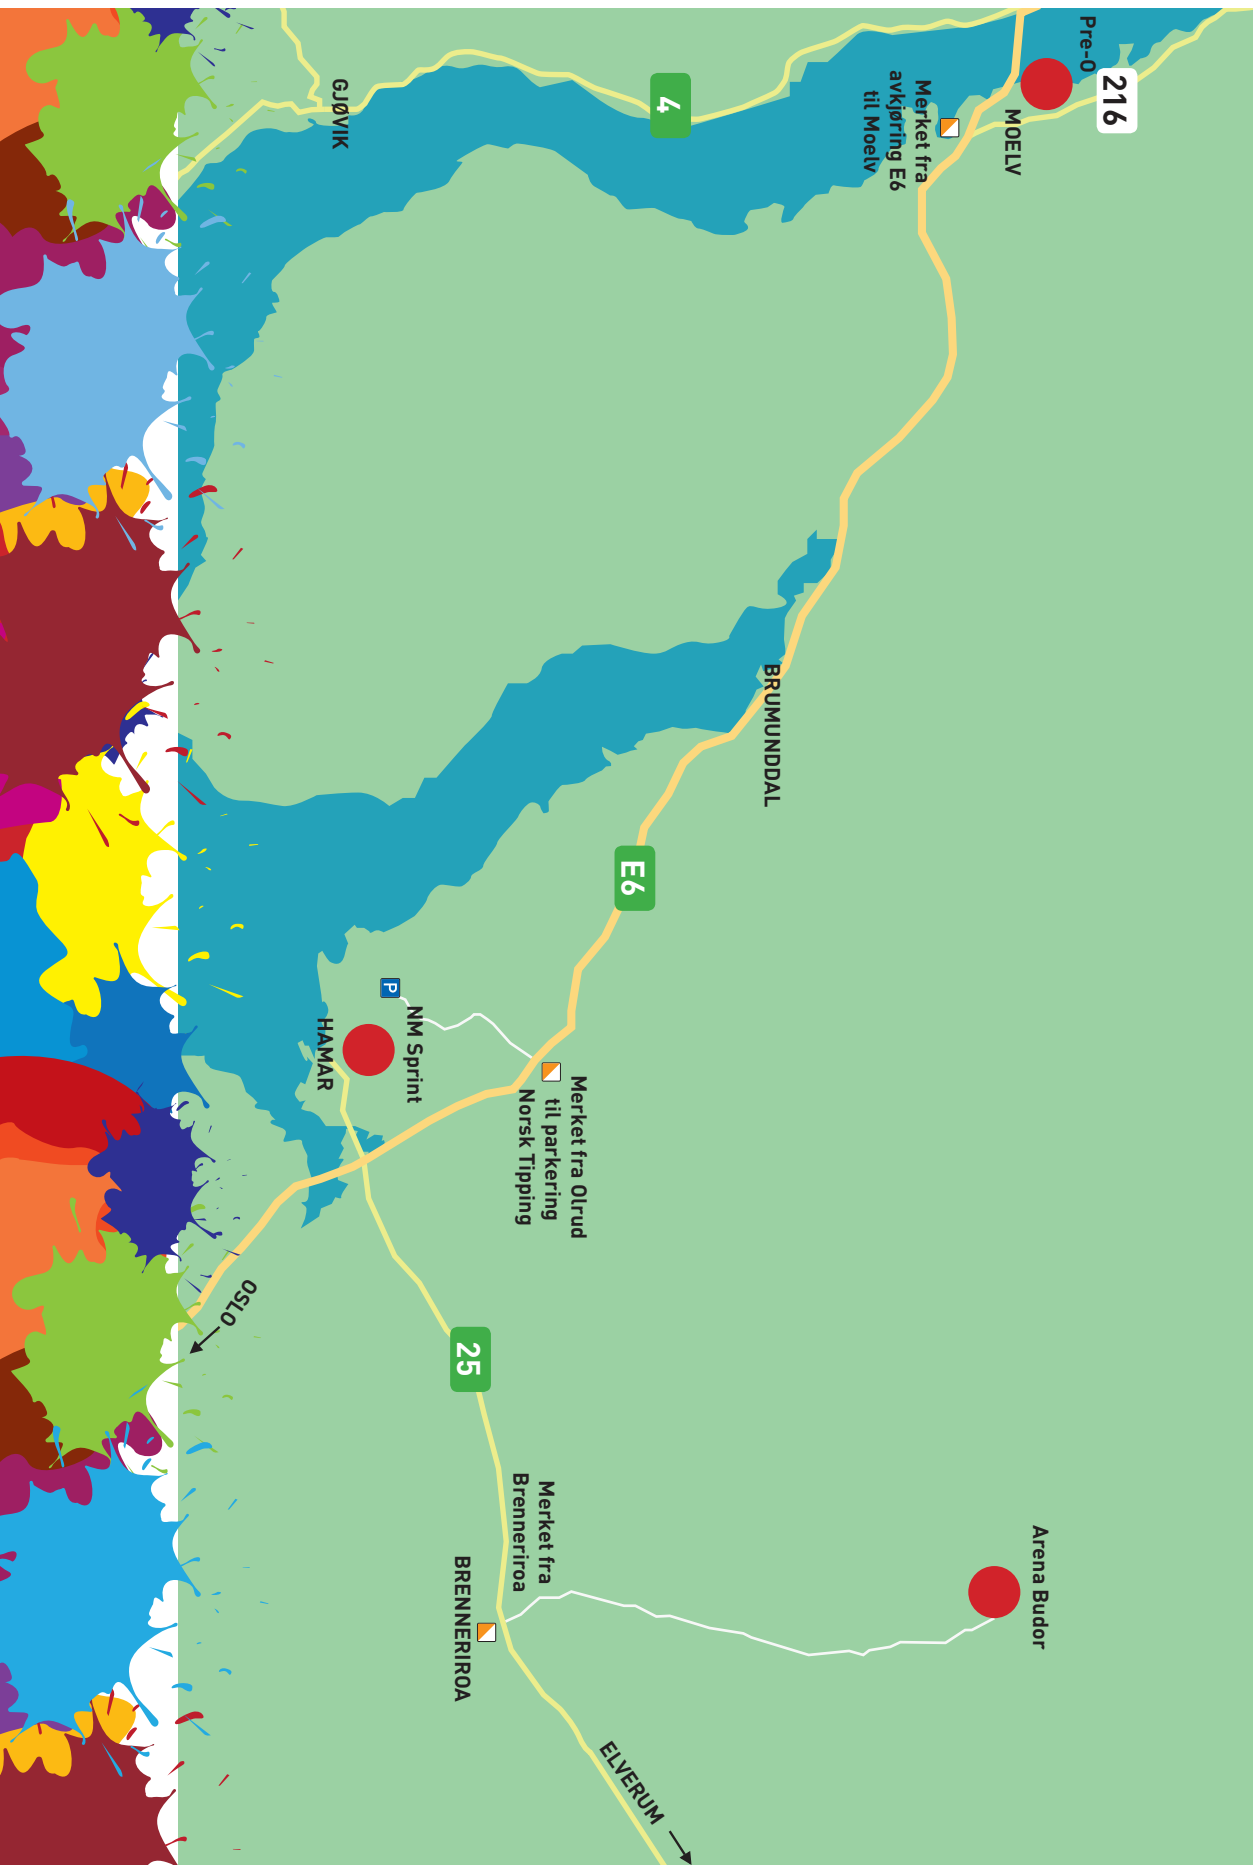 Pre-O
216
MOELV
Merket fra
avkjøring E6
til Moelv
4
GJØVIK
BRUMUNDDAL
E6
P
NM Sprint
HAMAR
Merket fra Olrud
til parkering
Norsk Tipping
OSLO
25
Merket fra
Brenneriroa
BRENNERIROA
Arena Budor
ELVERUM